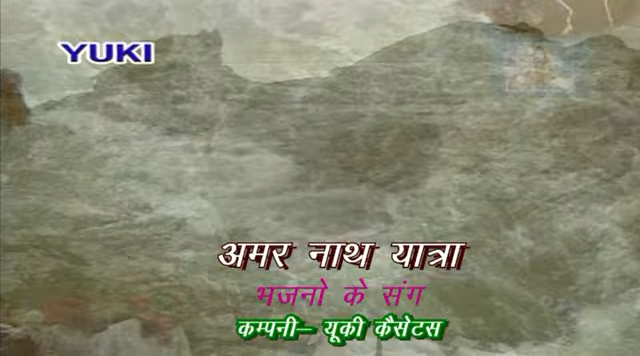 YUKI
अमर नाथ यात्रा
भजनो के संग
कम्पनी– यूकी कैसेटस